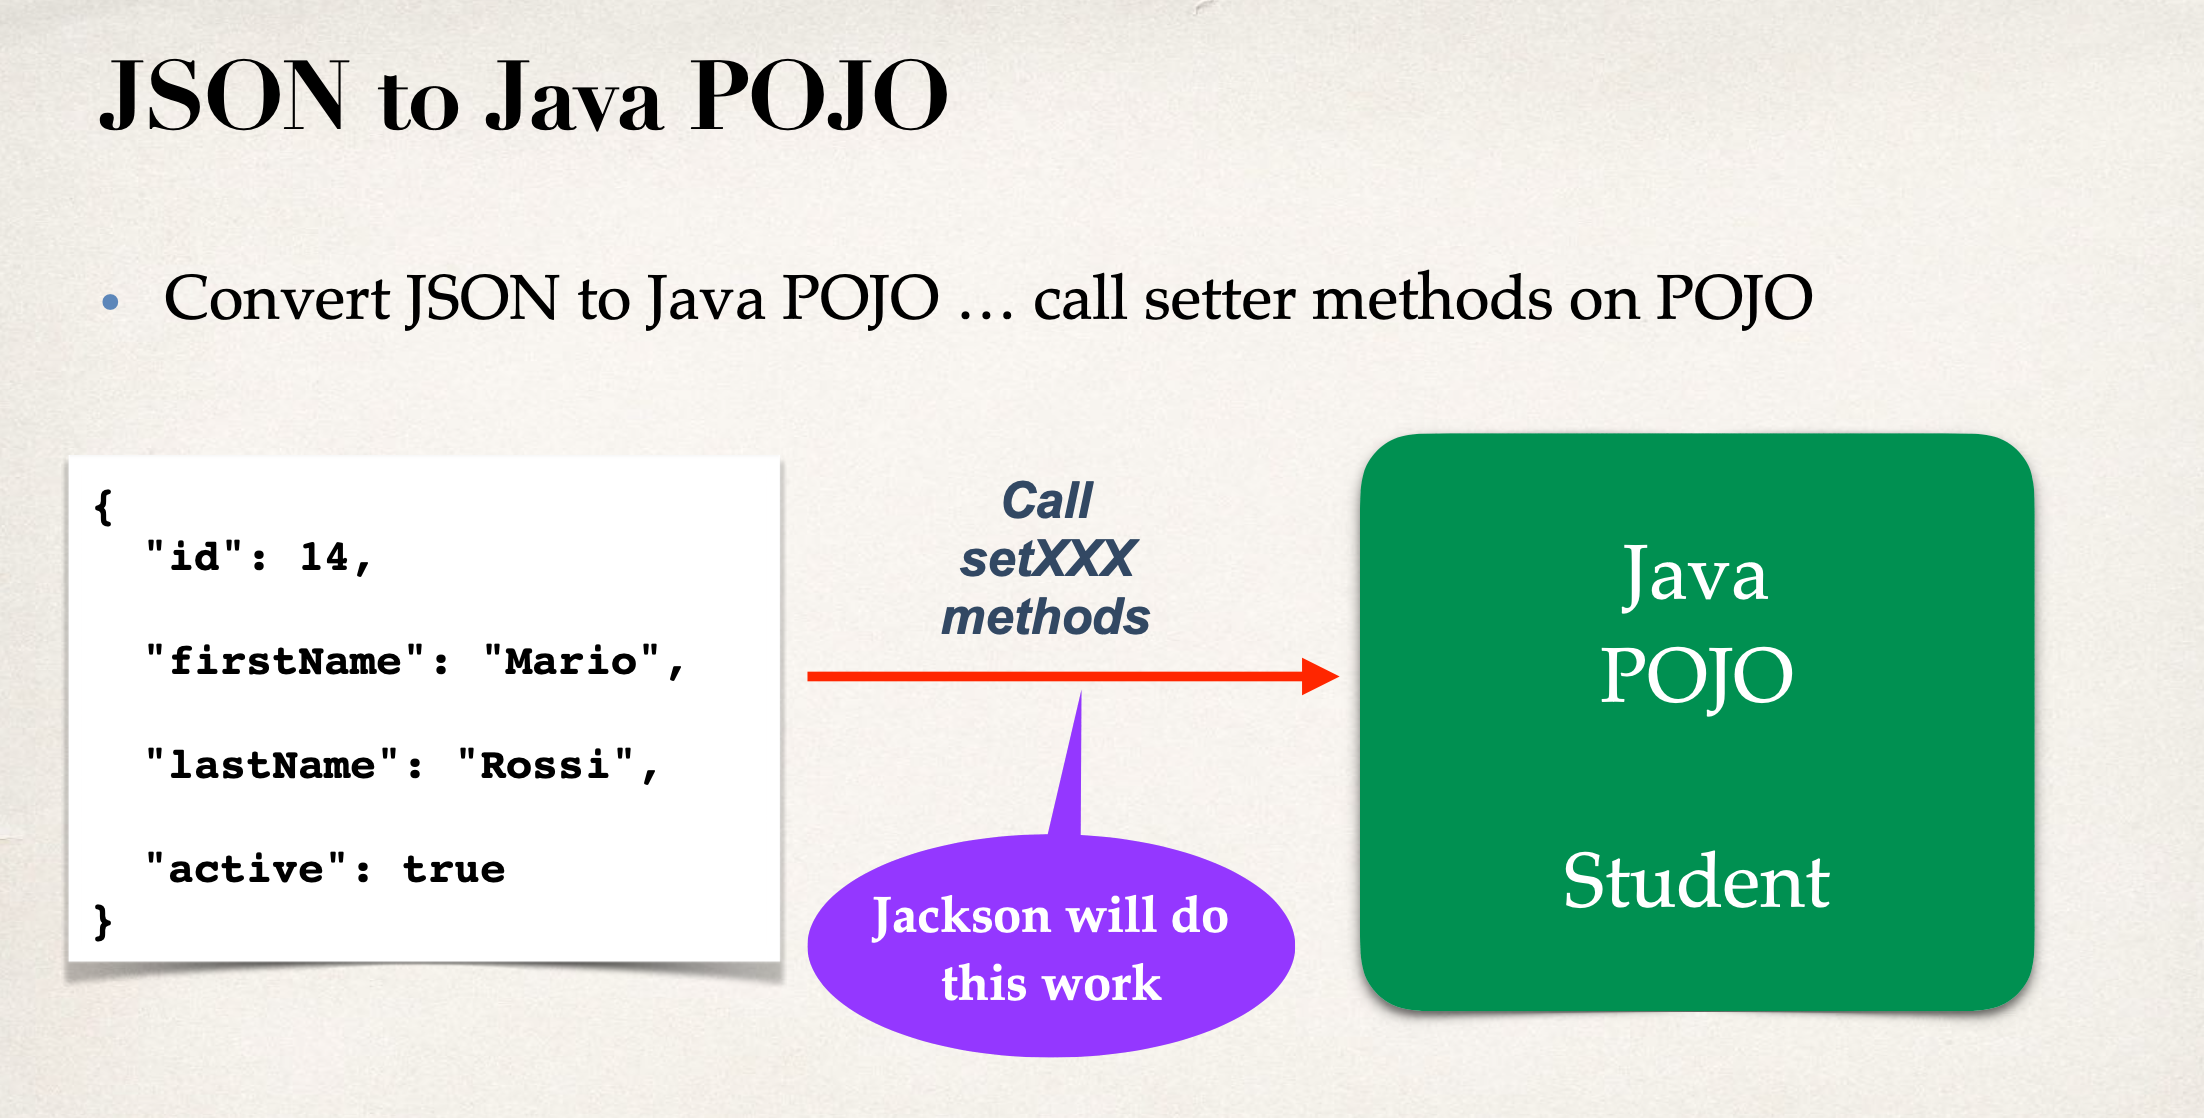 JSON to Java POJO
• Convert JSON to Java POJO … call setter methods on POJO
{
"id": 14,
"firstName": "Mario",
"lastName": "Rossi",
"active": true
}
Call
setXXX
methods
Jackson will do
this work
Java
POJO
Student